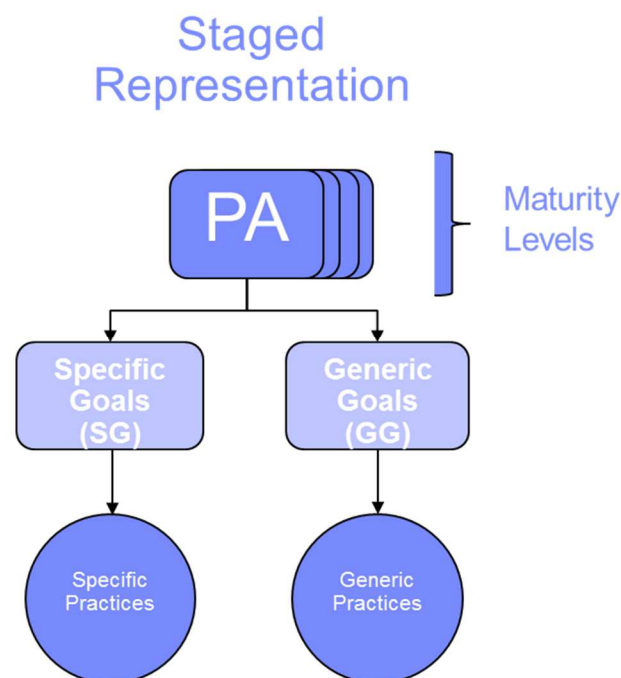 Staged
Representation
PA
Maturity
Levels
Specific
Goals
(SG)
Generic
Goals
(GG)
Specific
Practices
Generic
Practices